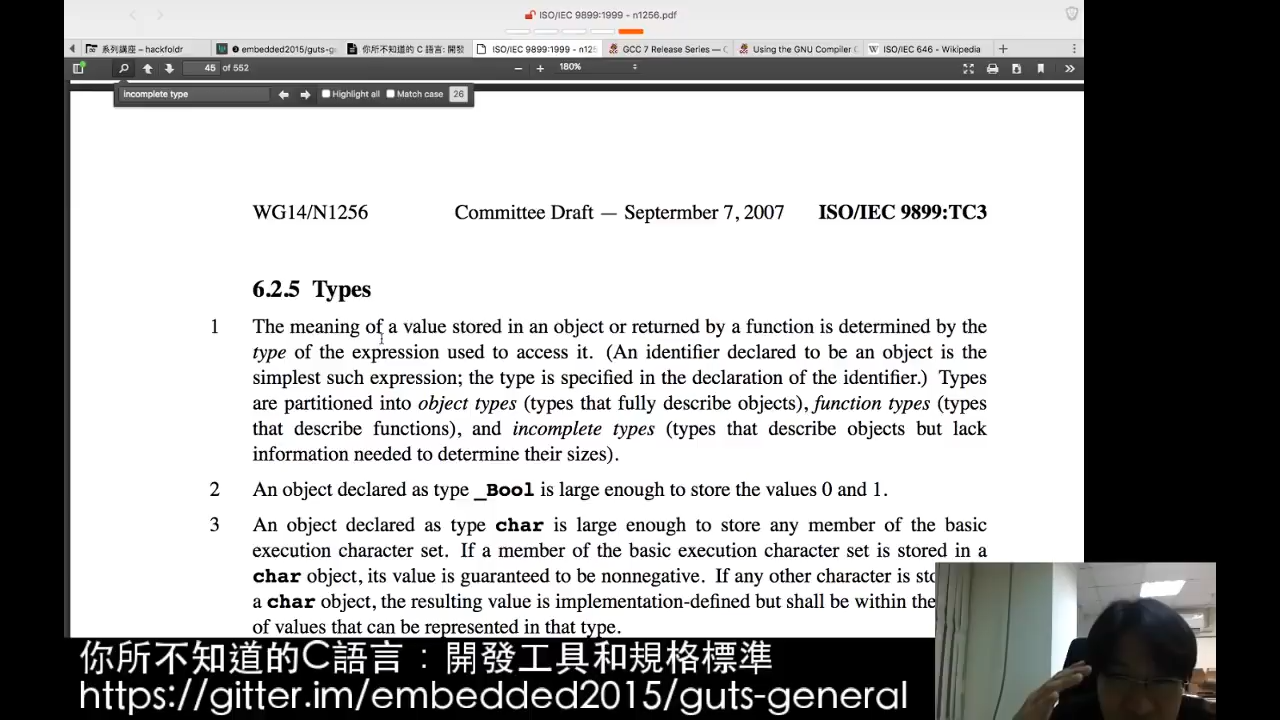 ISO/IEC 9899:1999 - n1256.pdf
系列講座 – hackfoldr
embedded2015/guts-g
你所不知道的 C 語言: 開發
ISO/IEC 9899:1999 - n125
GCC 7 Release Series — 
Using the GNU Compiler C
ISO/IEC 646 - Wikipedia
45 of 552
180%
incomplete type
Highlight all
Match case
26
WG14/N1256 Committee Draft — Septermber 7, 2007 ISO/IEC 9899:TC3
6.2.5 Types
1 The meaning of a value stored in an object or returned by a function is determined by the
type of the expression used to access it. (An identifier declared to be an object is the
simplest such expression; the type is specified in the declaration of the identifier.) Types
are partitioned into object types (types that fully describe objects), function types (types
that describe functions), and incomplete types (types that describe objects but lack
information needed to determine their sizes).
2 An object declared as type _Bool is large enough to store the values 0 and 1.
3 An object declared as type char is large enough to store any member of the basic
execution character set. If a member of the basic execution character set is stored in a
char object, its value is guaranteed to be nonnegative. If any other character is sto
a char object, the resulting value is implementation-defined but shall be within the
of values that can be represented in that type.
你所不知道的C語言：開發工具和規格標準
https://gitter.im/embedded2015/guts-general